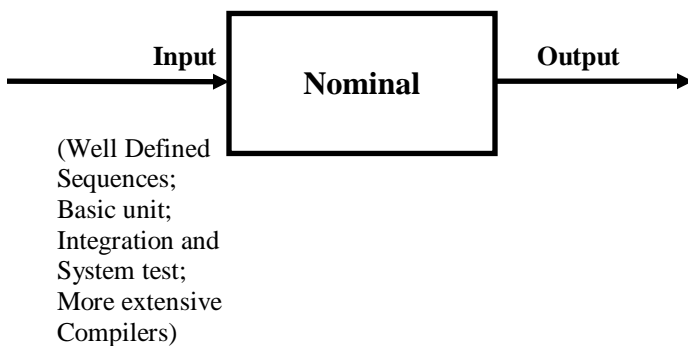 Input
Nominal
Output
(Well Defined
Sequences;
Basic unit;
Integration and
System test;
More extensive
Compilers)